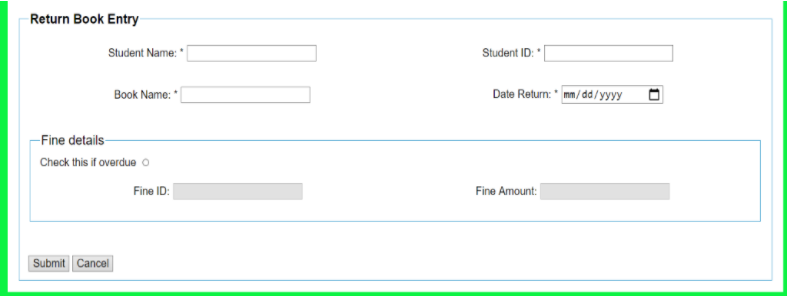 Return Book Entry
Student Name: * Student ID: *
Book Name: * Date Return: * mm/dd/yyyy
Fine details
Check this if overdue
Fine ID: Fine Amount:
Submit Cancel